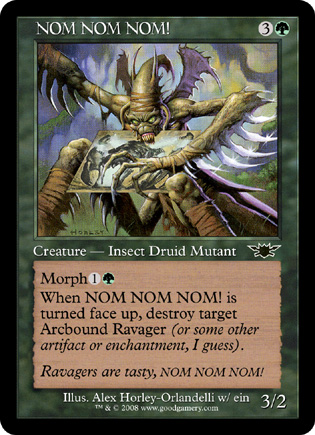 NOM NOM NOM! 3
Creature — Insect Druid Mutant
Morph 1
When NOM NOM NOM! is
turned face up, destroy target
Arcbound Ravager (or some other
artifact or enchantment, I guess).
Ravagers are tasty, NOM NOM NOM!
Illus. Alex Horley-Orlandelli w/ ein
™ & © 2008 www.goodgamery.com 3/2